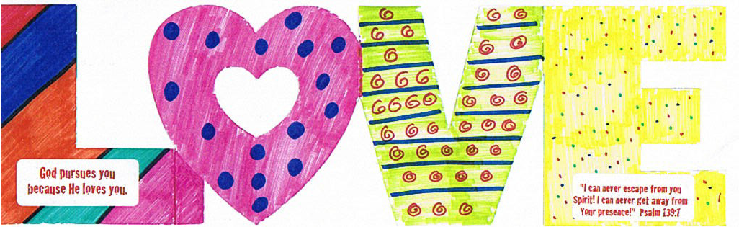 LOVE
God pursues you
because He loves you.
"I can never escape from you
Spirit! I can never get away from
Your presence!" Psalm 139:7